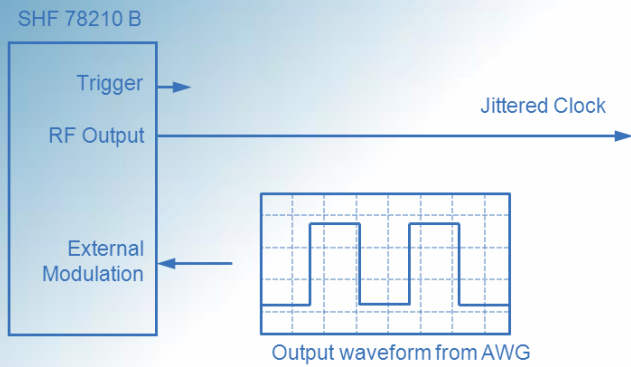 SHF 78210 B
Trigger
Jittered Clock
RF Output
External
Modulation
Output waveform from AWG